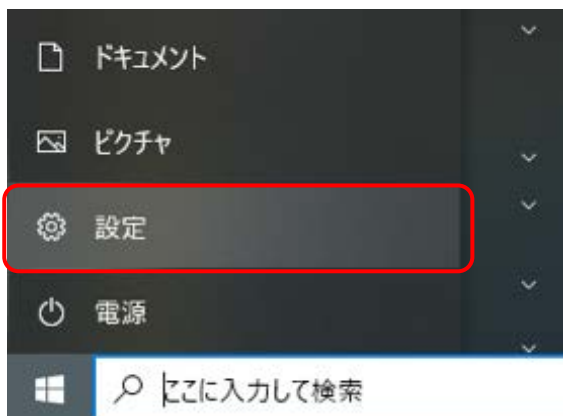 ドキュメント
ピクチャ
設定
電源
ここに入力して検索